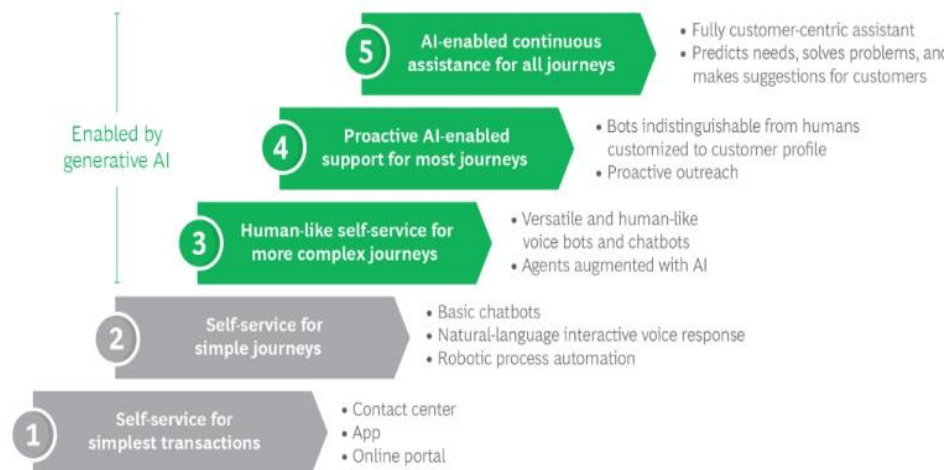 5
AI-enabled continuous
assistance for all journeys
• Fully customer-centric assistant
• Predicts needs, solves problems, and
makes suggestions for customers
Enabled by
generative AI
4
Proactive AI-enabled
support for most journeys
• Bots indistinguishable from humans
customized to customer profile
• Proactive outreach
3
Human-like self-service for
more complex journeys
• Versatile and human-like
voice bots and chatbots
• Agents augmented with AI
2
Self-service for
simple journeys
• Basic chatbots
• Natural-language interactive voice response
• Robotic process automation
1
Self-service for
simplest transactions
• Contact center
• App
• Online portal